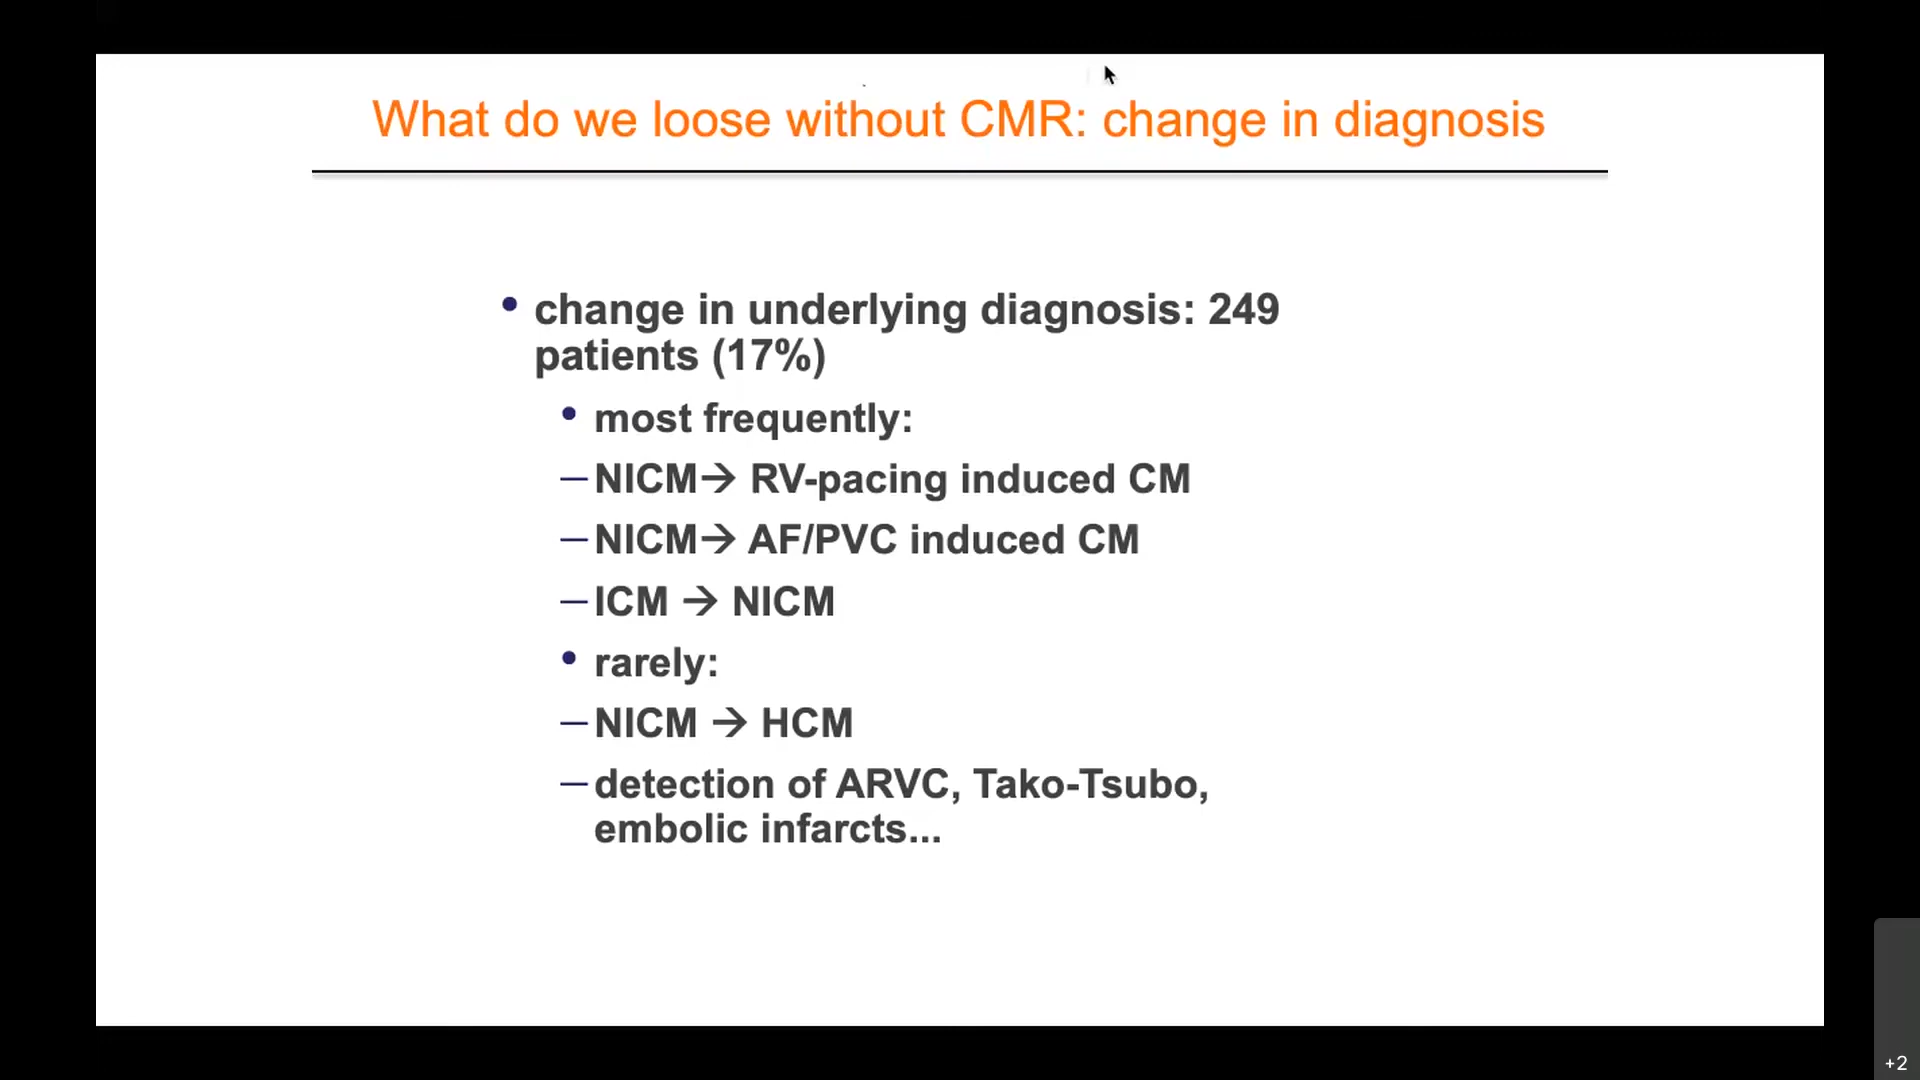 What do we loose without CMR: change in diagnosis
• change in underlying diagnosis: 249
patients (17%)
• most frequently:
– NICM→ RV-pacing induced CM
– NICM→ AF/PVC induced CM
– ICM → NICM
• rarely:
– NICM → HCM
– detection of ARVC, Tako-Tsubo,
embolic infarcts...
+2